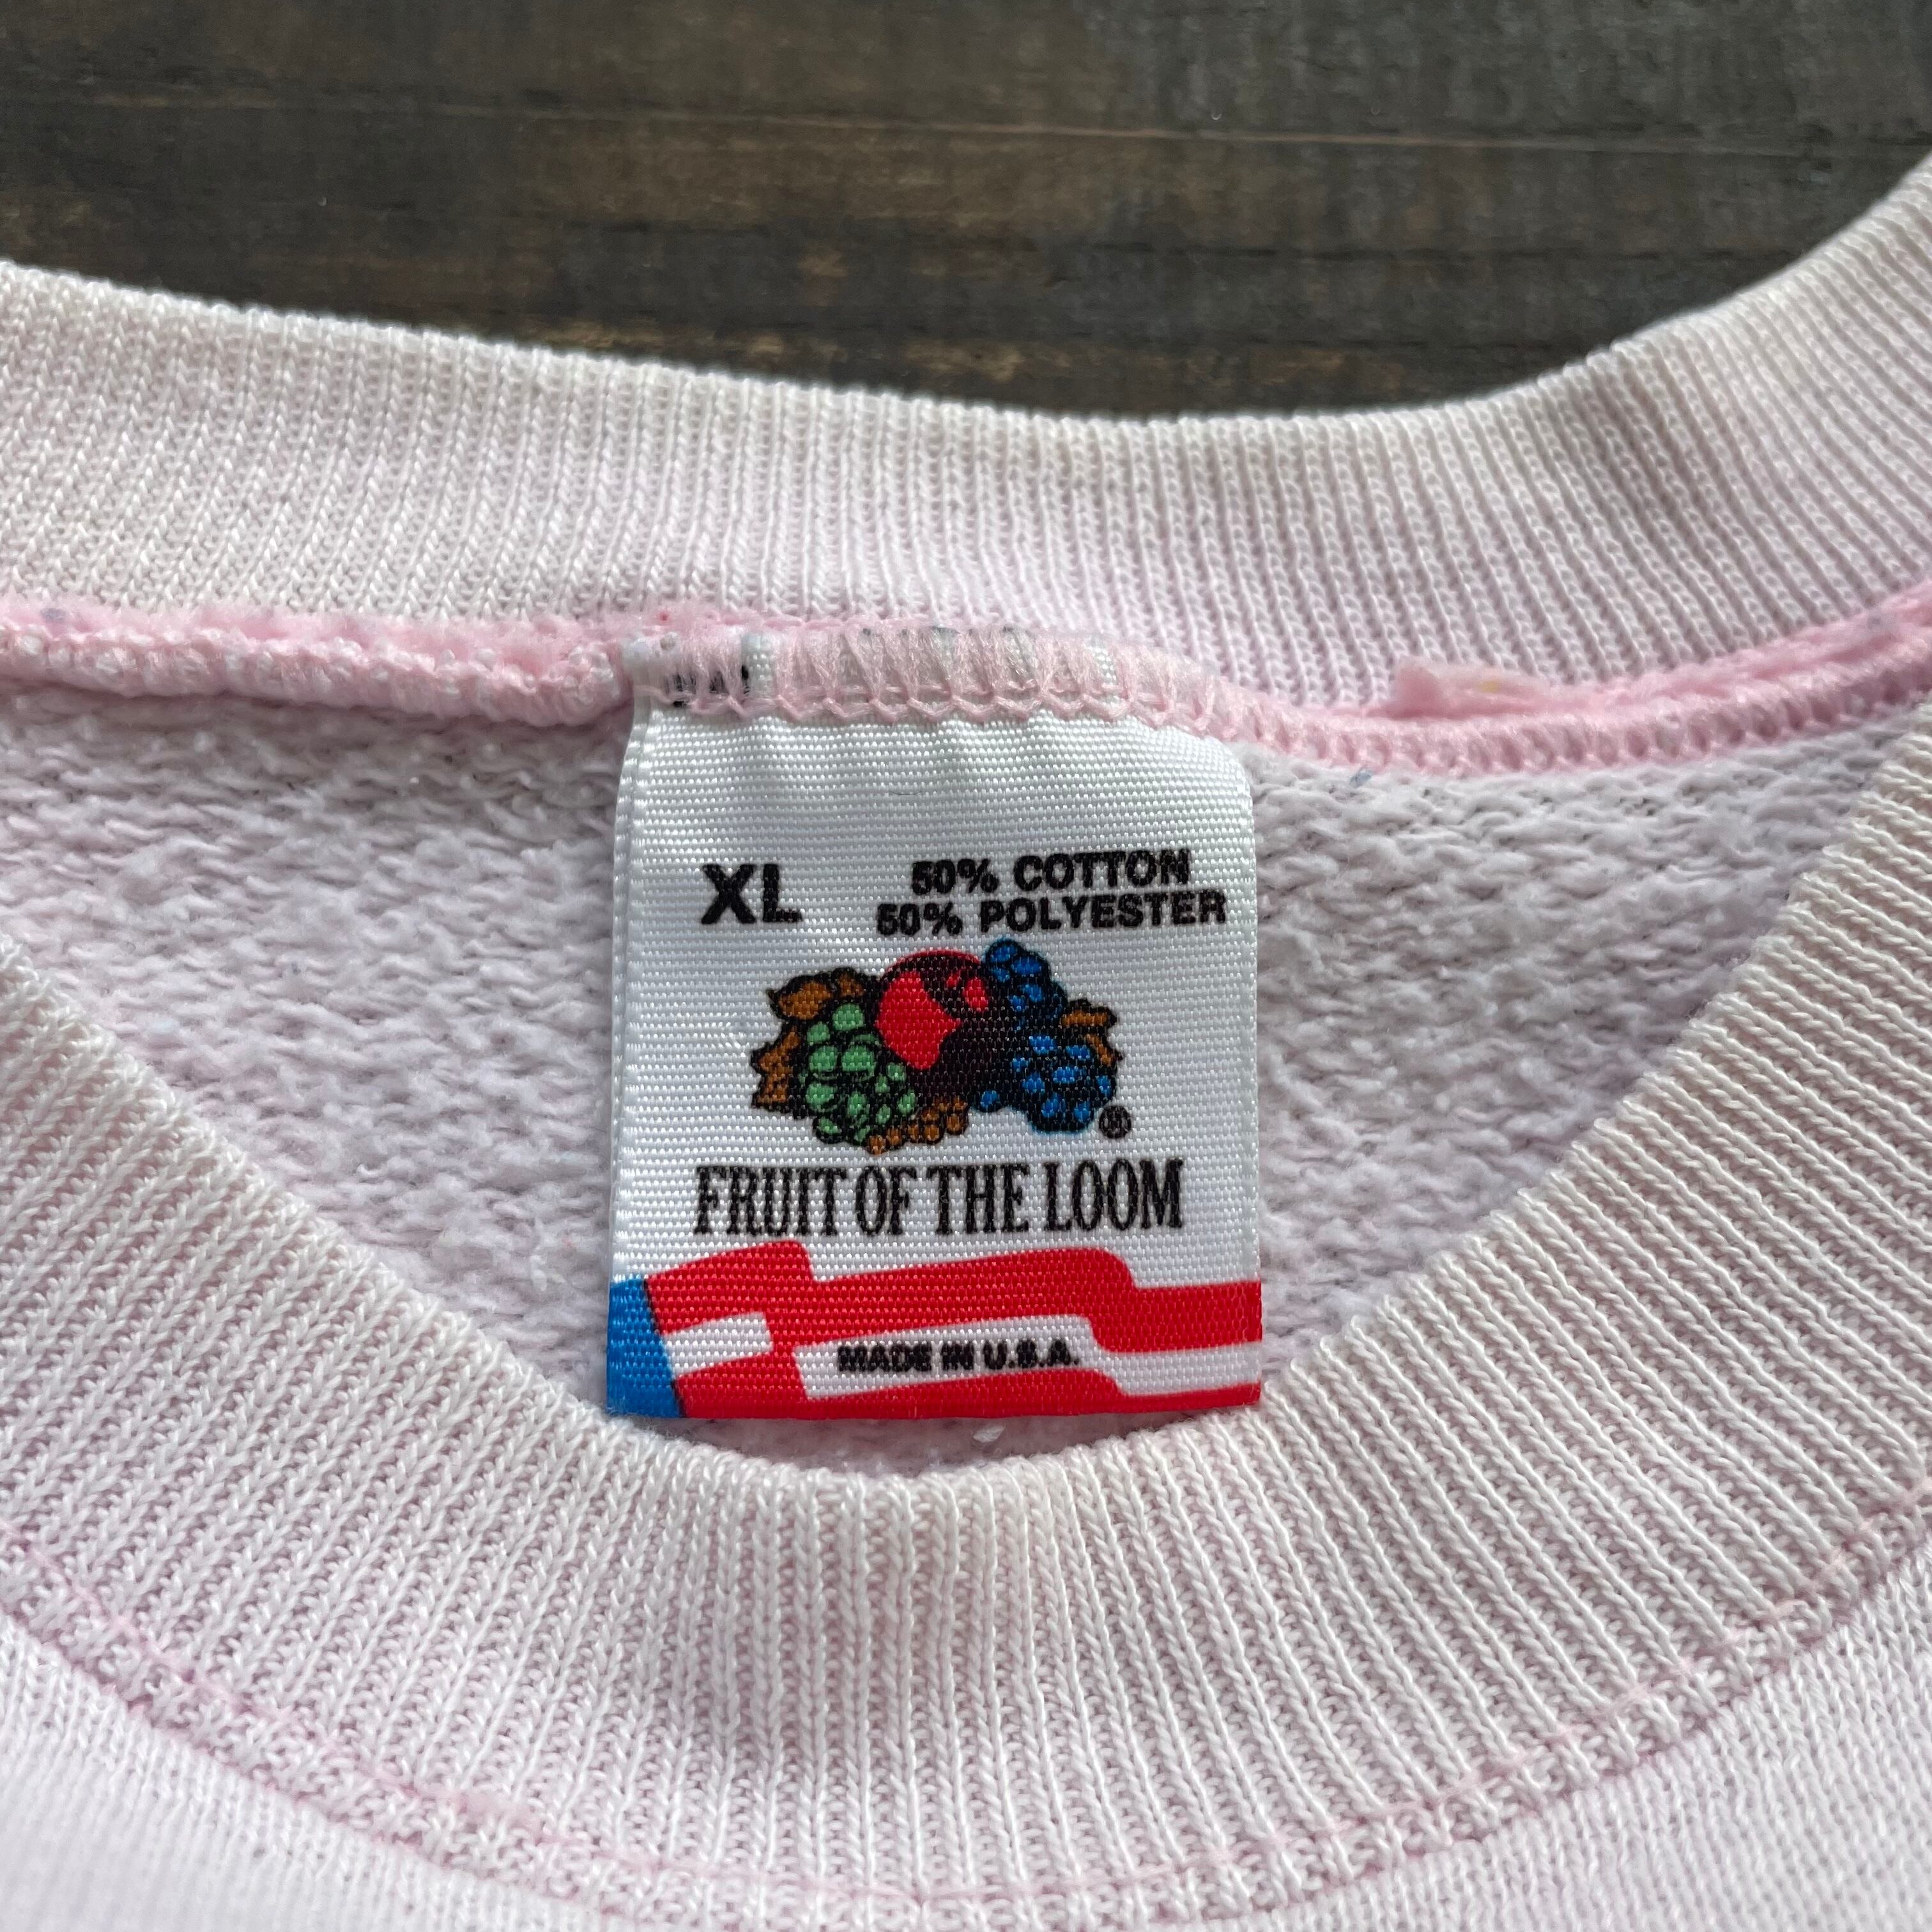 XL
50% COTTON
50% POLYESTER
®
FRUIT OF THE LOOM
MADE IN U.S.A.